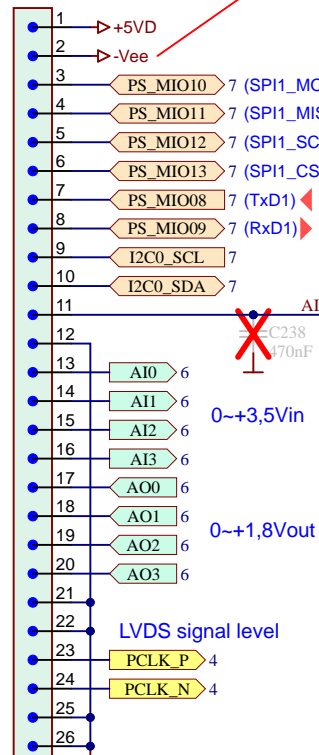 1 +5VD
2 -Vee
3 PS_MIO10 7 (SPI1_MO
4 PS_MIO11 7 (SPI1_MIS
5 PS_MIO12 7 (SPI1_SC
6 PS_MIO13 7 (SPI1_CS
7 PS_MIO08 7 (TxD1)
8 PS_MIO09 7 (RxD1)
9 I2C0_SCL 7
10 I2C0_SDA 7
11 AI
C238
470nF
12
13 AI0 6
14 AI1 6
0~+3,5Vin
15 AI2 6
16 AI3 6
17 AO0 6
18 AO1 6
0~+1,8Vout
19 AO2 6
20 AO3 6
21
22 LVDS signal level
23 PCLK_P 4
24 PCLK_N 4
25
26